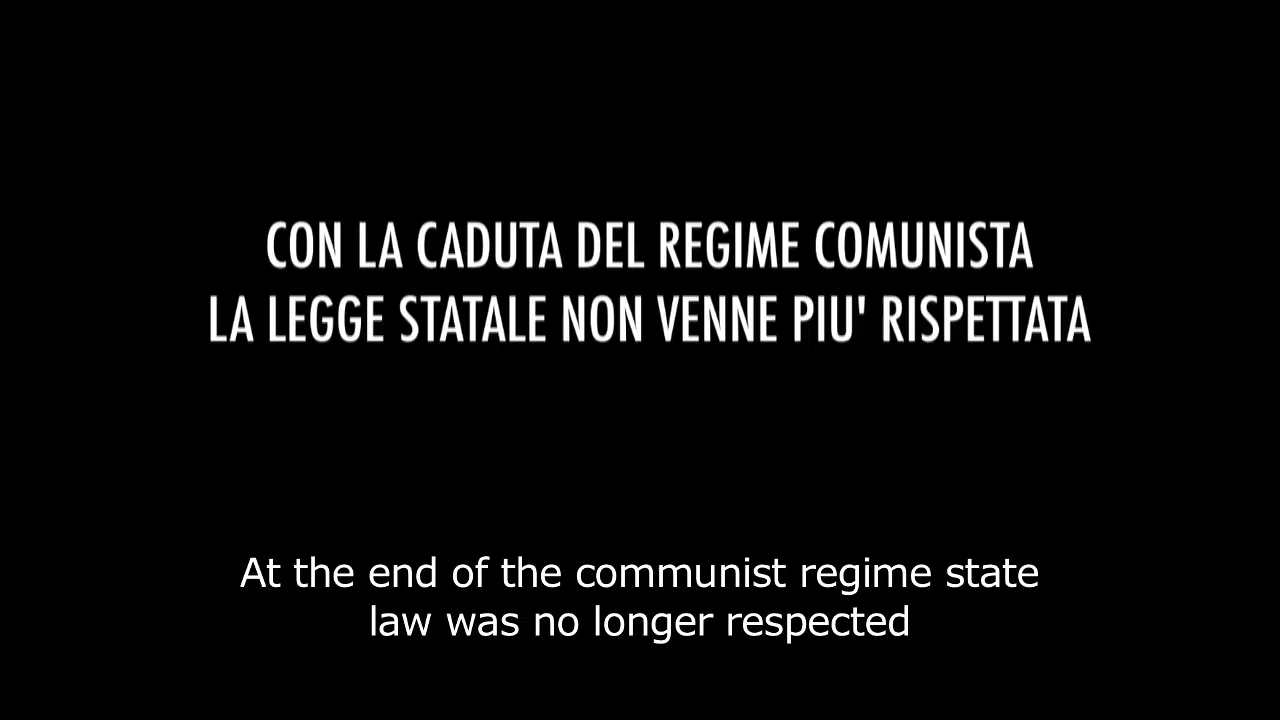 CON LA CADUTA DEL REGIME COMUNISTA
LA LEGGE STATALE NON VENNE PIU' RISPETTATA
At the end of the communist regime state
law was no longer respected